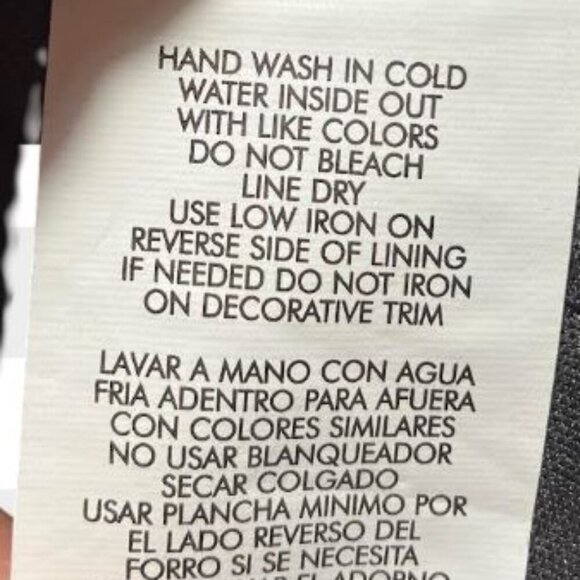 HAND WASH IN COLD
WATER INSIDE OUT
WITH LIKE COLORS
DO NOT BLEACH
LINE DRY
USE LOW IRON ON
REVERSE SIDE OF LINING
IF NEEDED DO NOT IRON
ON DECORATIVE TRIM
LAVAR A MANO CON AGUA
FRIA ADENTRO PARA AFUERA
CON COLORES SIMILARES
NO USAR BLANQUEADOR
SECAR COLGADO
USAR PLANCHA MINIMO POR
EL LADO REVERSO DEL
FORRO SI SE NECESITA
EL ADORNO